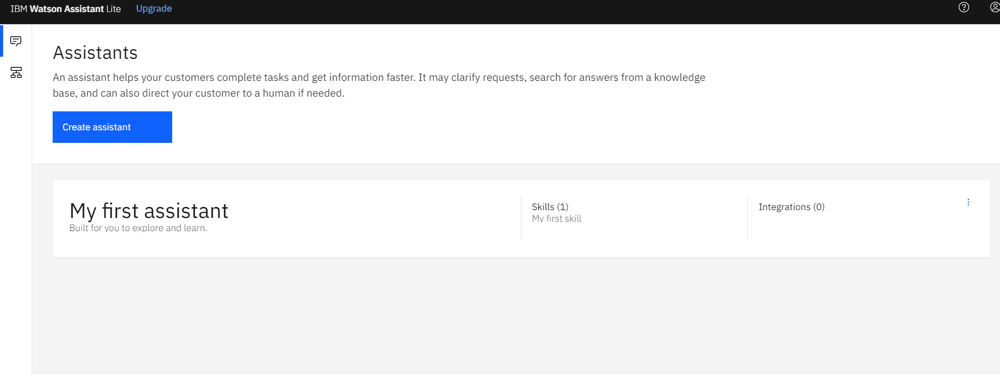 IBM Watson Assistant Lite Upgrade
Assistants
An assistant helps your customers complete tasks and get information faster. It may clarify requests, search for answers from a knowledge
base, and can also direct your customer to a human if needed.
Create assistant
My first assistant
Built for you to explore and learn.
Skills (1)
My first skill
Integrations (0)